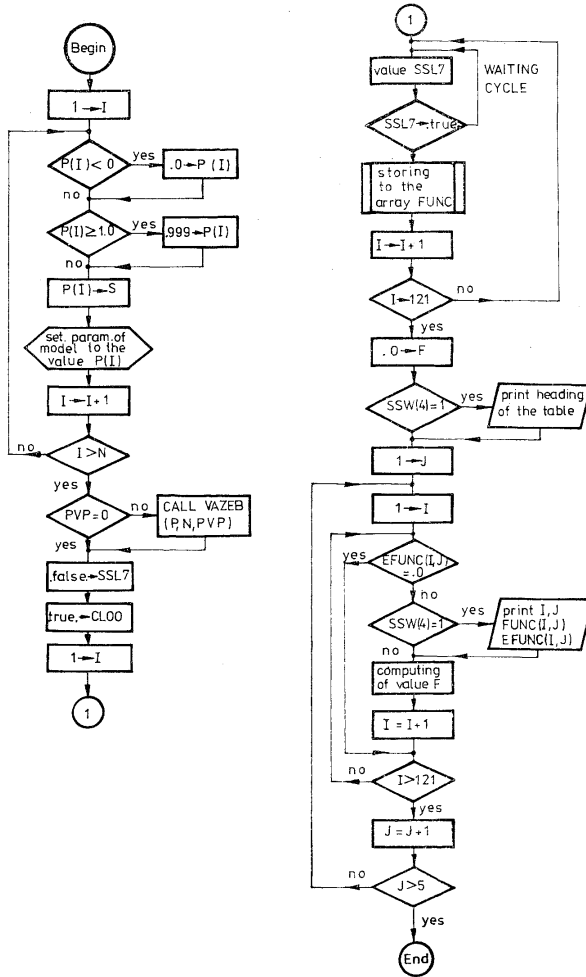 Begin
1→I
P(I)<0
yes
.0→P(I)
no
P(I)≥1.0
yes
.999→P(I)
no
P(I)→S
set. param. of
model to the
value P(I)
I→I+1
no
I>N
yes
PVP=0
no
CALL VAZEB
(P,N,PVP)
yes
.false.→SSL7
true.→CLOO
1→I
1
1
value SSL7
WAITING
CYCLE
SSL7→.true.
storing
to the
array FUNC
I→I+1
I→121
no
yes
.0→F
SSW(4)=1
yes
print heading
of the table
1→J
1→I
yes
EFUNC(I,J)
=.0
no
SSW(4)=1
yes
print I,J
FUNC(I,J)
EFUNC(I,J)
no
computing
of value F
I=I+1
no
I>121
yes
J=J+1
no
J>5
yes
End